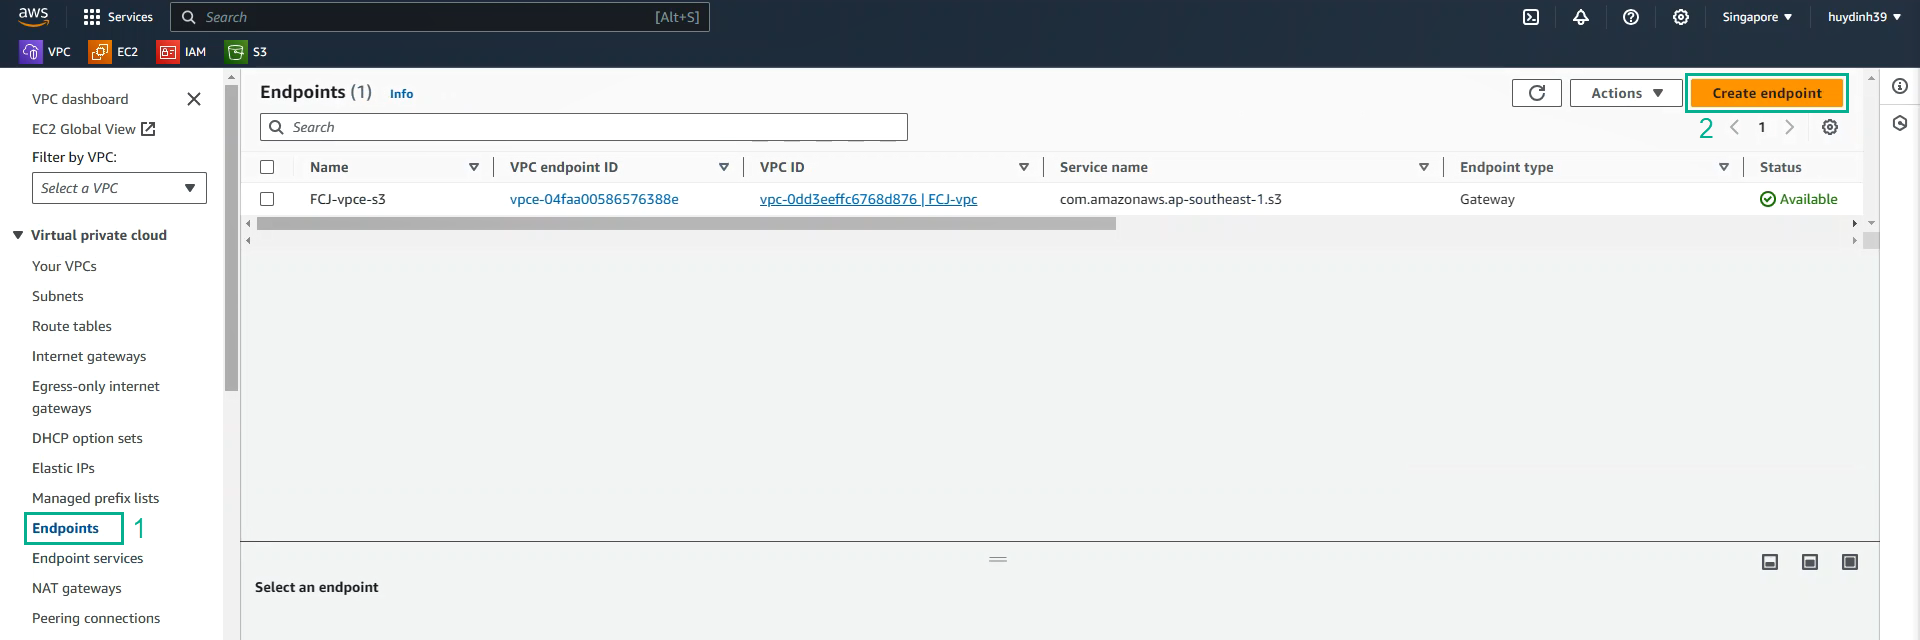 aws Services Search [Alt+S] Singapore huydinh39
VPC EC2 IAM S3
VPC dashboard
EC2 Global View
Filter by VPC:
Select a VPC
Virtual private cloud
Your VPCs
Subnets
Route tables
Internet gateways
Egress-only internet
gateways
DHCP option sets
Elastic IPs
Managed prefix lists
Endpoints 1
Endpoint services
NAT gateways
Peering connections
Endpoints (1) Info Actions Create endpoint
Search 2 1
Name VPC endpoint ID VPC ID Service name Endpoint type Status
FCJ-vpce-s3 vpce-04faa00586576388e vpc-0dd3eeffc6768d876 | FCJ-vpc com.amazonaws.ap-southeast-1.s3 Gateway Available
Select an endpoint